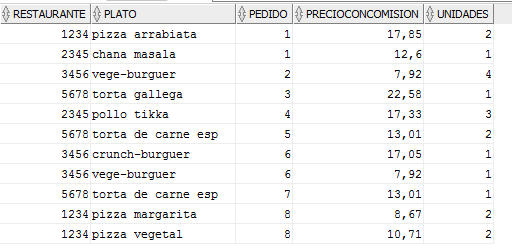 RESTAURANTE PLATO PEDIDO PRECIOCONCOMISION UNIDADES
1234 pizza arrabiata 1 17,85 2
2345 chana masala 1 12,6 1
3456 vege-burguer 2 7,92 4
5678 torta gallega 3 22,58 1
2345 pollo tikka 4 17,33 3
5678 torta de carne esp 5 13,01 2
3456 crunch-burguer 6 17,05 1
3456 vege-burguer 6 7,92 1
5678 torta de carne esp 7 13,01 1
1234 pizza margarita 8 8,67 2
1234 pizza vegetal 8 10,71 2